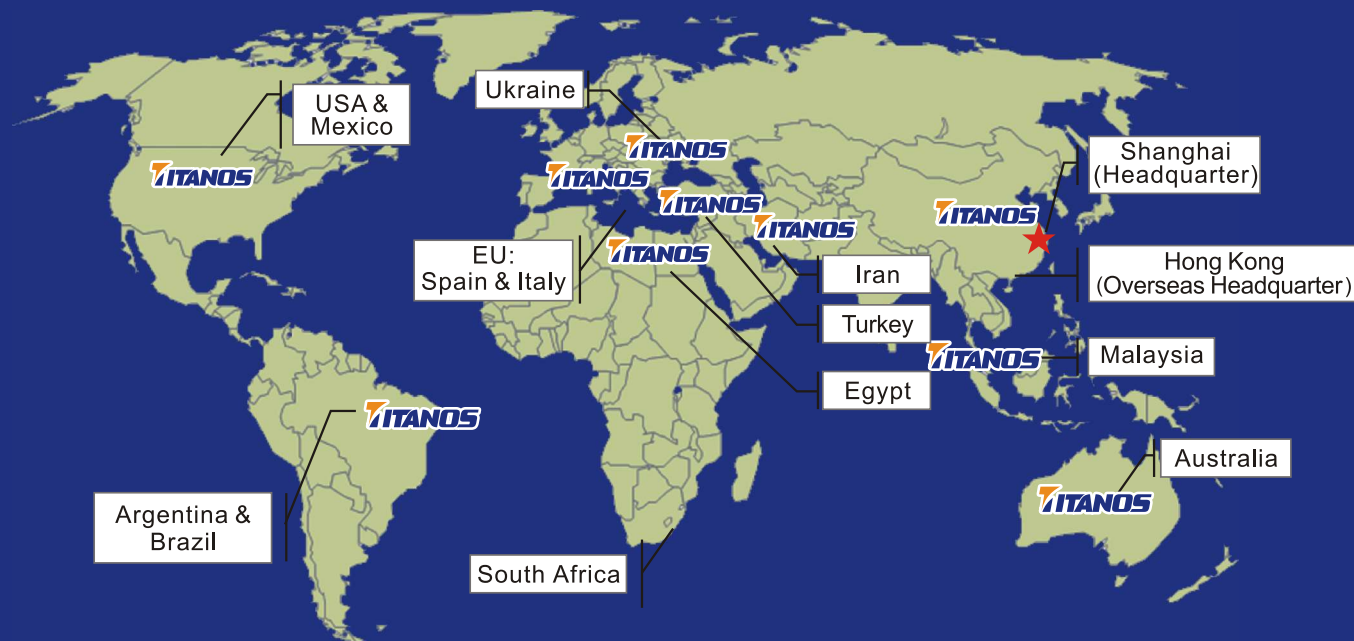 USA &
Mexico
Ukraine
Shanghai
(Headquarter)
TITANOS
TITANOS
TITANOS
TITANOS
TITANOS
TITANOS
TITANOS
EU:
Spain & Italy
Iran
Hong Kong
(Overseas Headquarter)
Turkey
TITANOS
Malaysia
Egypt
TITANOS
Australia
TITANOS
Argentina &
Brazil
South Africa